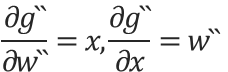 ∂g`` / ∂w`` = x, ∂g`` / ∂x = w``